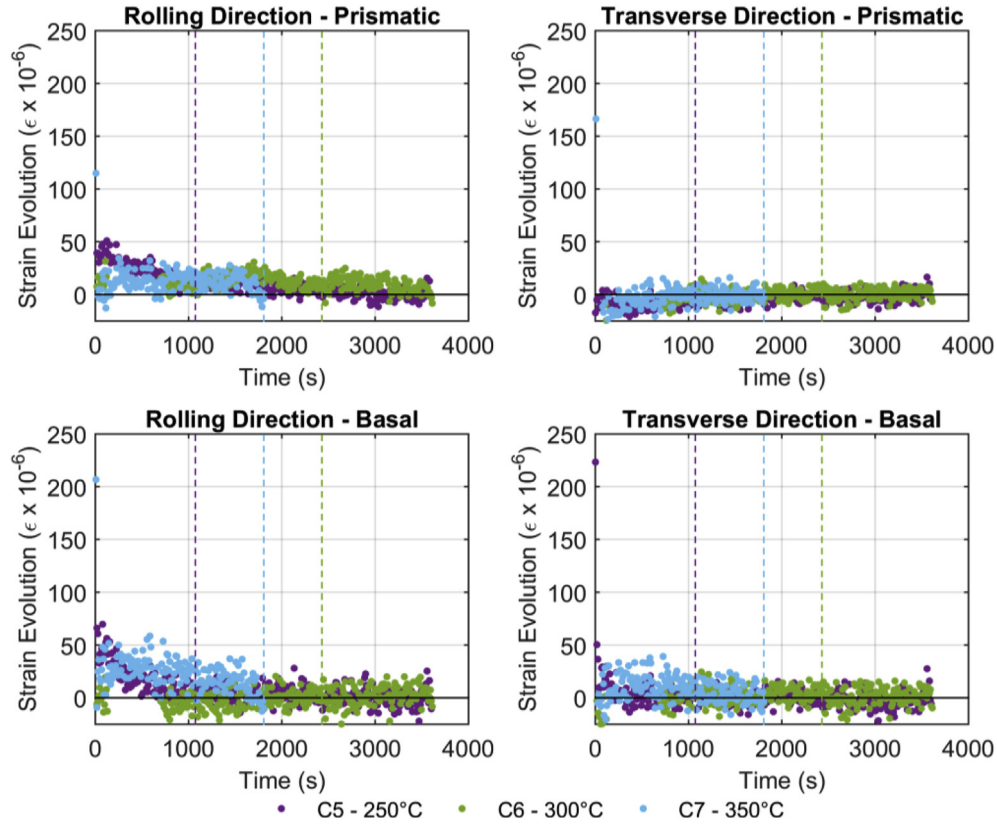 Rolling Direction - Prismatic
Strain Evolution (ϵ x 10⁻⁶)
250
200
150
100
50
0
0 1000 2000 3000 4000
Time (s)
Transverse Direction - Prismatic
Strain Evolution (ϵ x 10⁻⁶)
250
200
150
100
50
0
0 1000 2000 3000 4000
Time (s)
Rolling Direction - Basal
Strain Evolution (ϵ x 10⁻⁶)
250
200
150
100
50
0
0 1000 2000 3000 4000
Time (s)
Transverse Direction - Basal
Strain Evolution (ϵ x 10⁻⁶)
250
200
150
100
50
0
0 1000 2000 3000 4000
Time (s)
C5 - 250°C C6 - 300°C C7 - 350°C